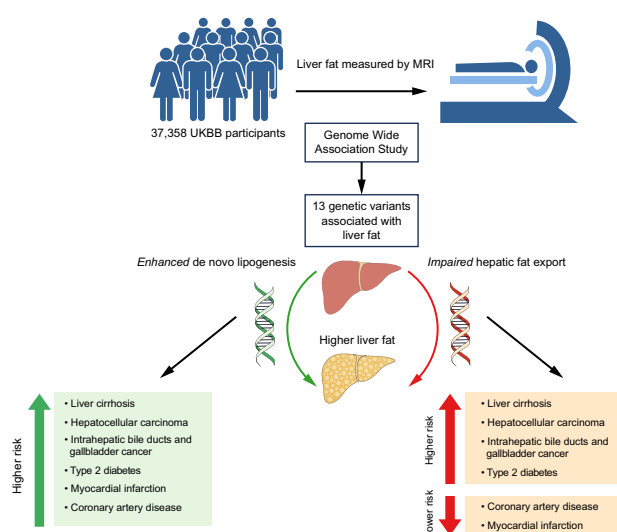 Liver fat measured by MRI
37,358 UKBB participants
Genome Wide
Association Study
13 genetic variants
associated with
liver fat
Enhanced de novo lipogenesis
Impaired hepatic fat export
Higher liver fat
Higher risk
• Liver cirrhosis
• Hepatocellular carcinoma
• Intrahepatic bile ducts and
gallbladder cancer
• Type 2 diabetes
• Myocardial infarction
• Coronary artery disease
Higher risk
• Liver cirrhosis
• Hepatocellular carcinoma
• Intrahepatic bile ducts and
gallbladder cancer
• Type 2 diabetes
risk
• Coronary artery disease
• Myocardial infarction